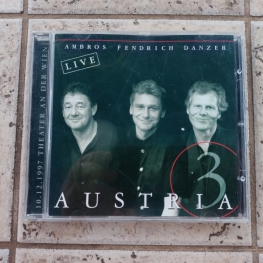 AMBROS FENDRICH DANZER
LIVE
10.12.1997 THEATER AN DER WIEN
3
AUSTRIA